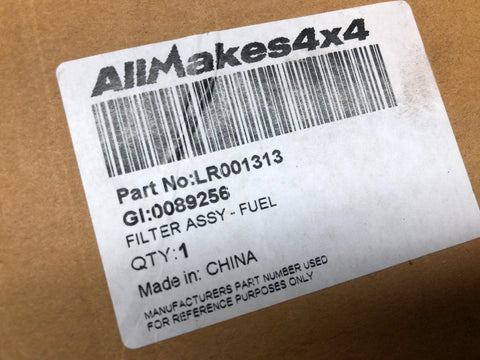 AllMakes4x4
Part No:LR001313
GI:0089256
FILTER ASSY - FUEL
QTY:1
Made in: CHINA
MANUFACTURERS PART NUMBER USED
FOR REFERENCE PURPOSES ONLY